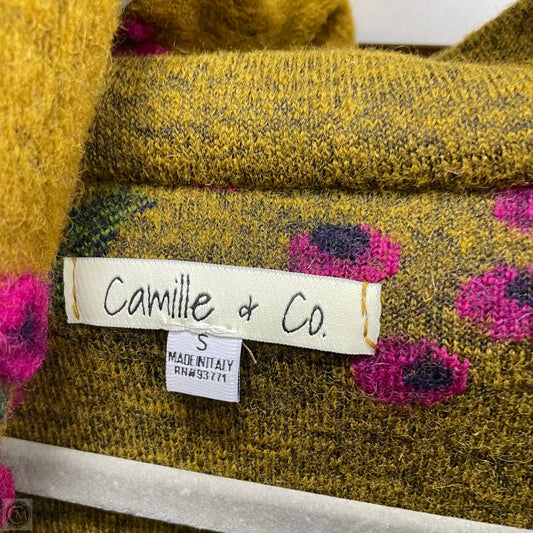 Camille & Co.
S
MADE IN ITALY
RN#93771